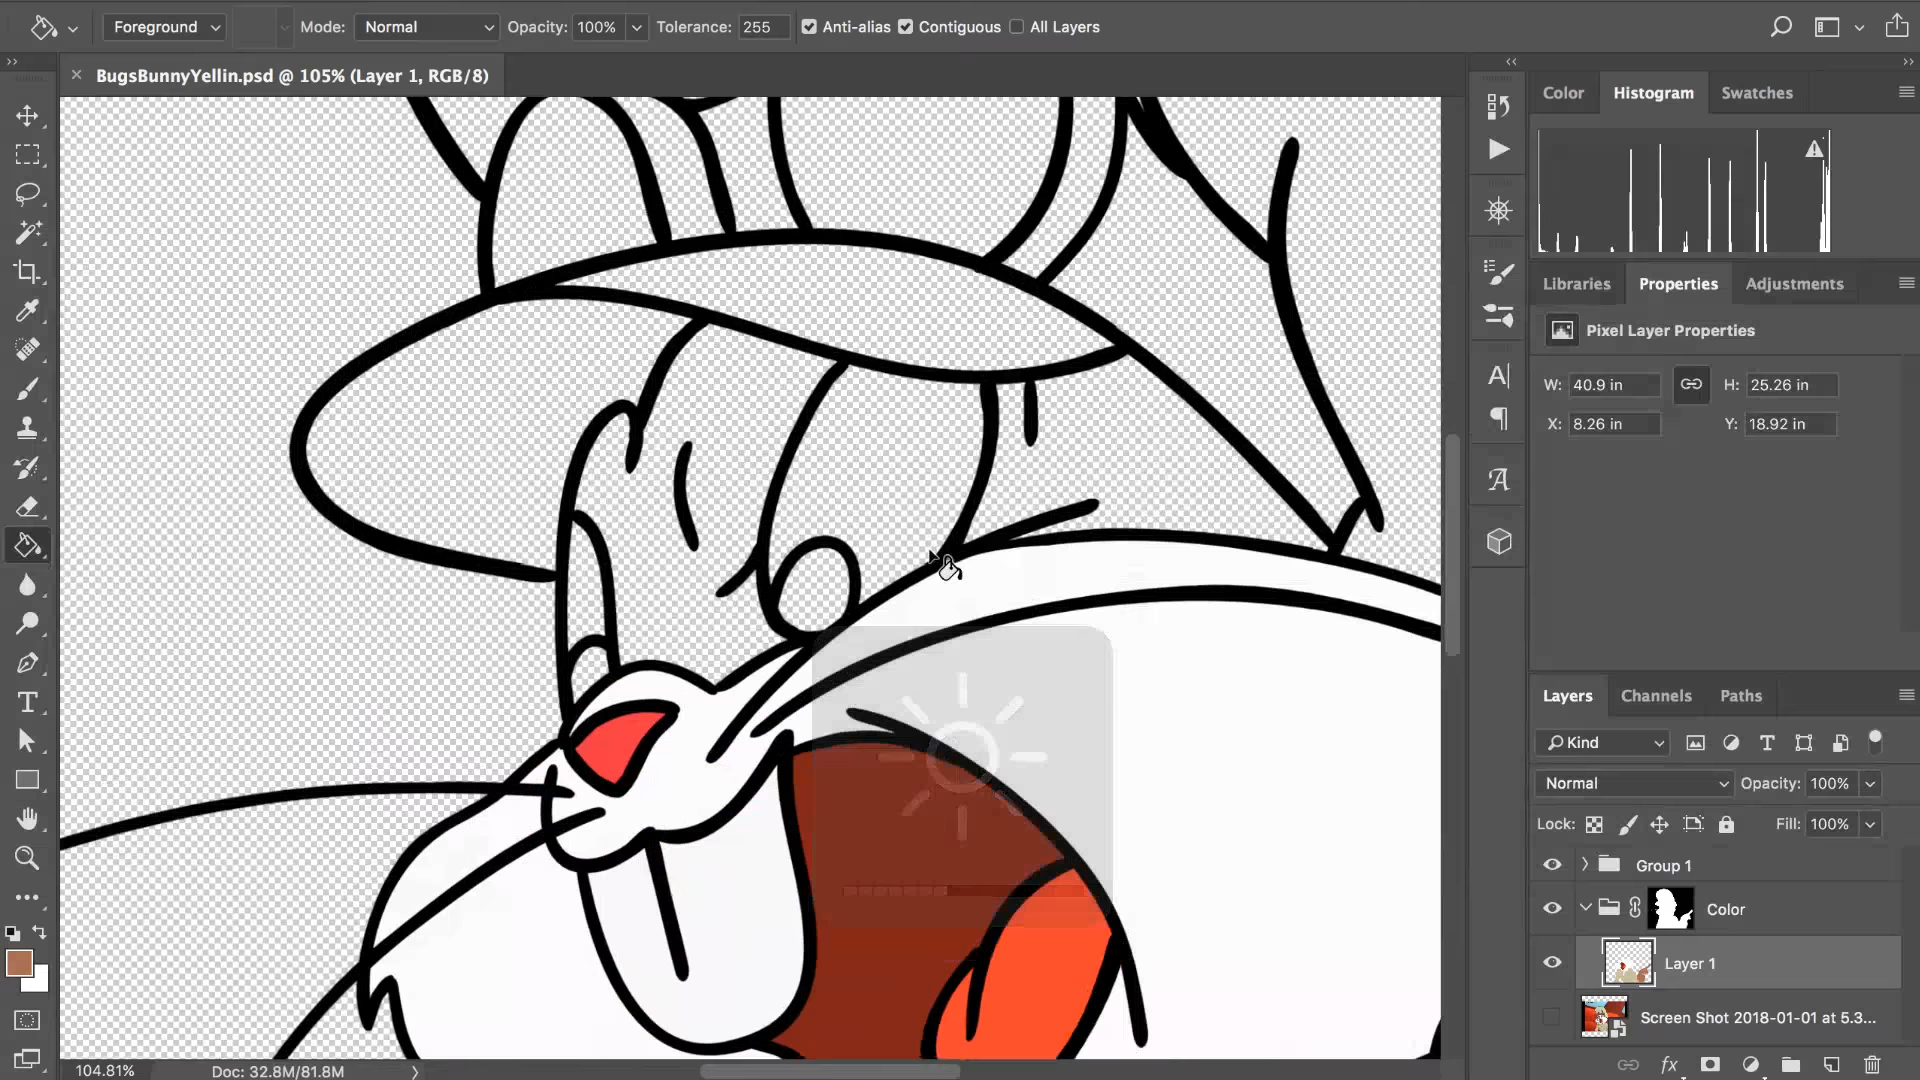 Foreground Mode: Normal Opacity: 100% Tolerance: 255 Anti-alias Contiguous All Layers
BugsBunnyYellin.psd @ 105% (Layer 1, RGB/8)
Color Histogram Swatches
Libraries Properties Adjustments
Pixel Layer Properties
W: 40.9 in H: 25.26 in
X: 8.26 in Y: 18.92 in
Layers Channels Paths
Kind
Normal Opacity: 100%
Lock: Fill: 100%
Group 1
Color
Layer 1
Screen Shot 2018-01-01 at 5.3...
104.81% Doc: 32.8M/81.8M